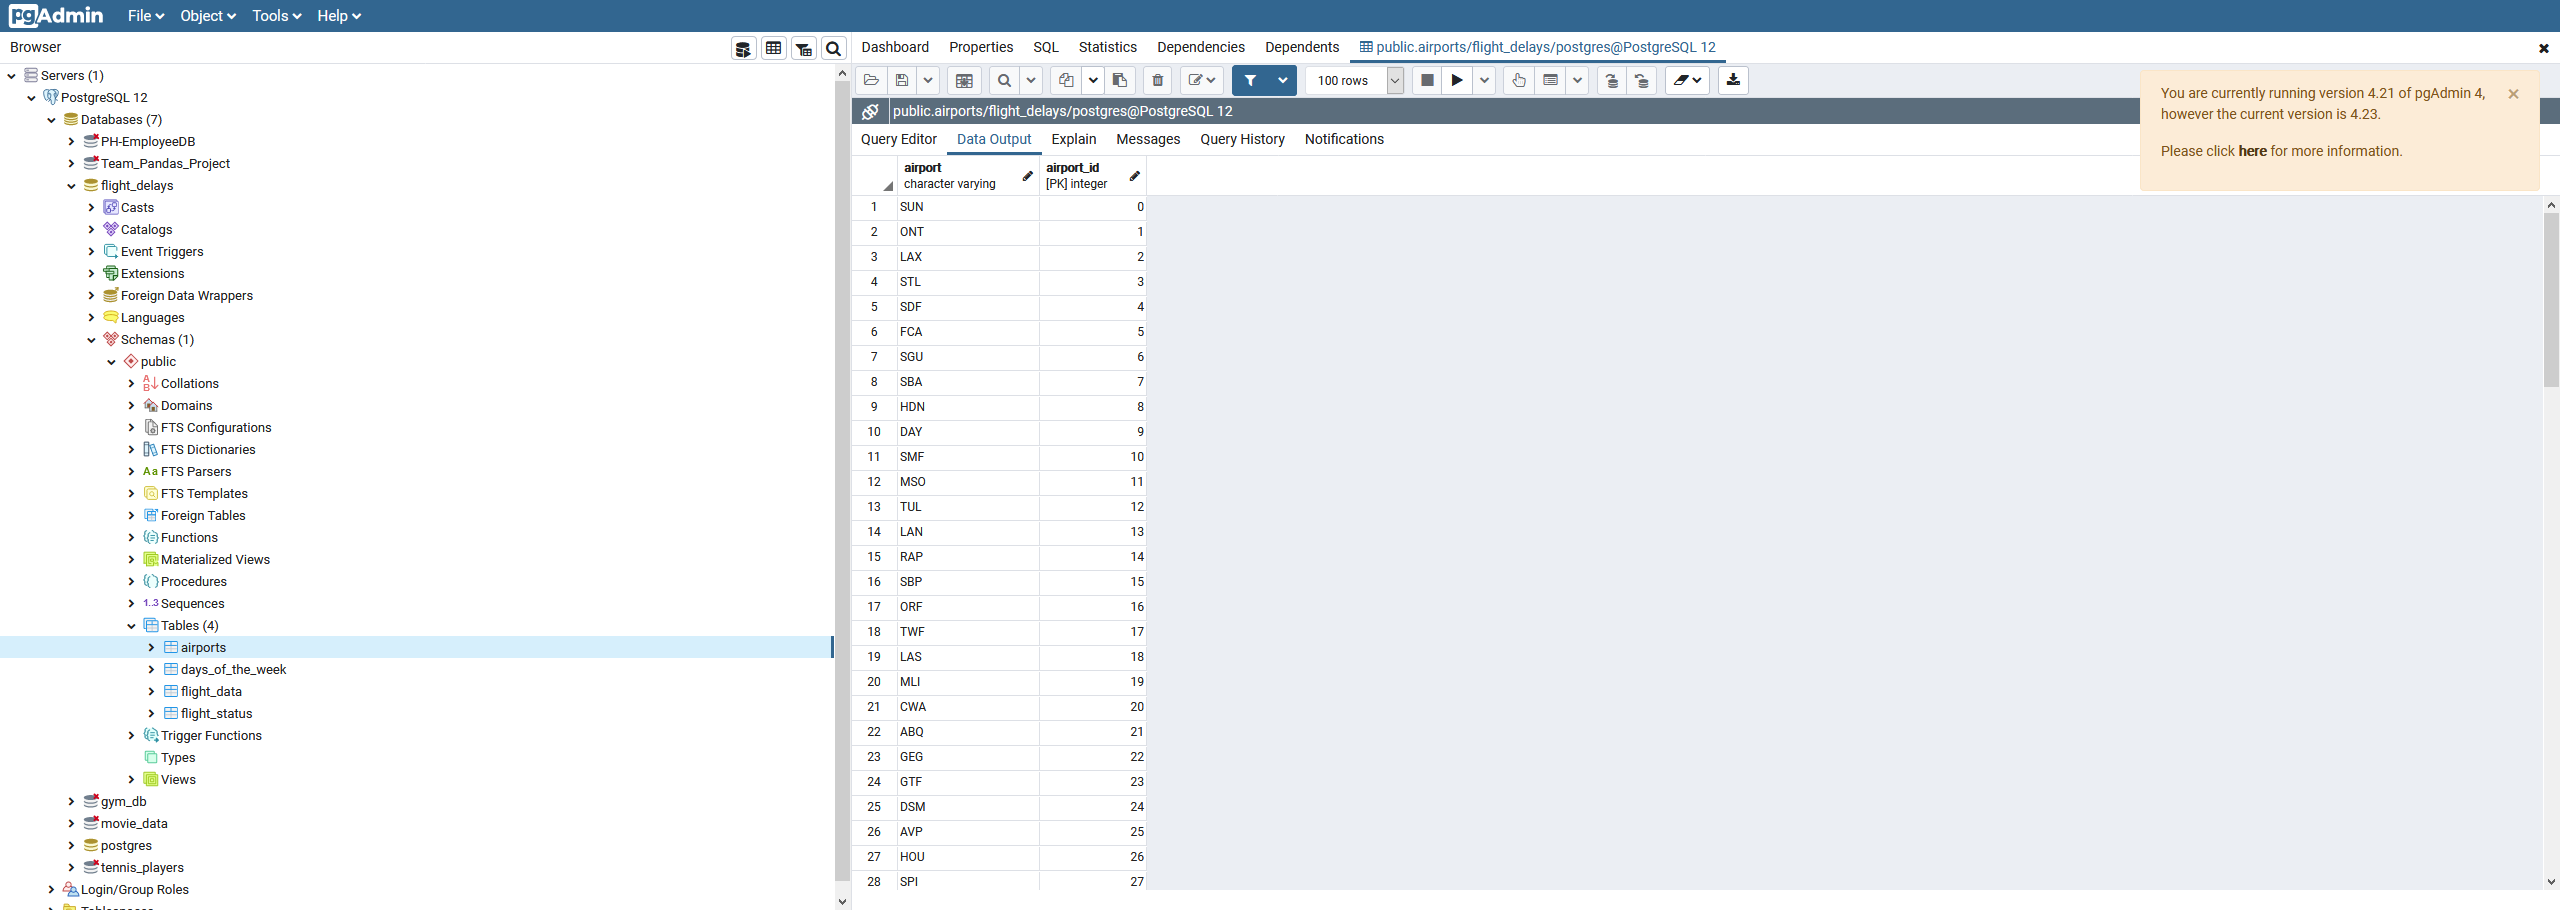 pgAdmin File Object Tools Help
Browser
Servers (1)
PostgreSQL 12
Databases (7)
PH-EmployeeDB
Team_Pandas_Project
flight_delays
Casts
Catalogs
Event Triggers
Extensions
Foreign Data Wrappers
Languages
Schemas (1)
public
Collations
Domains
FTS Configurations
FTS Dictionaries
Aa FTS Parsers
FTS Templates
Foreign Tables
Functions
Materialized Views
Procedures
1..3 Sequences
Tables (4)
airports
days_of_the_week
flight_data
flight_status
Trigger Functions
Types
Views
gym_db
movie_data
postgres
tennis_players
Login/Group Roles
Dashboard Properties SQL Statistics Dependencies Dependents public.airports/flight_delays/postgres@PostgreSQL 12
100 rows
public.airports/flight_delays/postgres@PostgreSQL 12
Query Editor Data Output Explain Messages Query History Notifications
airport airport_id
character varying [PK] integer
1 SUN 0
2 ONT 1
3 LAX 2
4 STL 3
5 SDF 4
6 FCA 5
7 SGU 6
8 SBA 7
9 HDN 8
10 DAY 9
11 SMF 10
12 MSO 11
13 TUL 12
14 LAN 13
15 RAP 14
16 SBP 15
17 ORF 16
18 TWF 17
19 LAS 18
20 MLI 19
21 CWA 20
22 ABQ 21
23 GEG 22
24 GTF 23
25 DSM 24
26 AVP 25
27 HOU 26
28 SPI 27
You are currently running version 4.21 of pgAdmin 4,
however the current version is 4.23.
Please click here for more information.